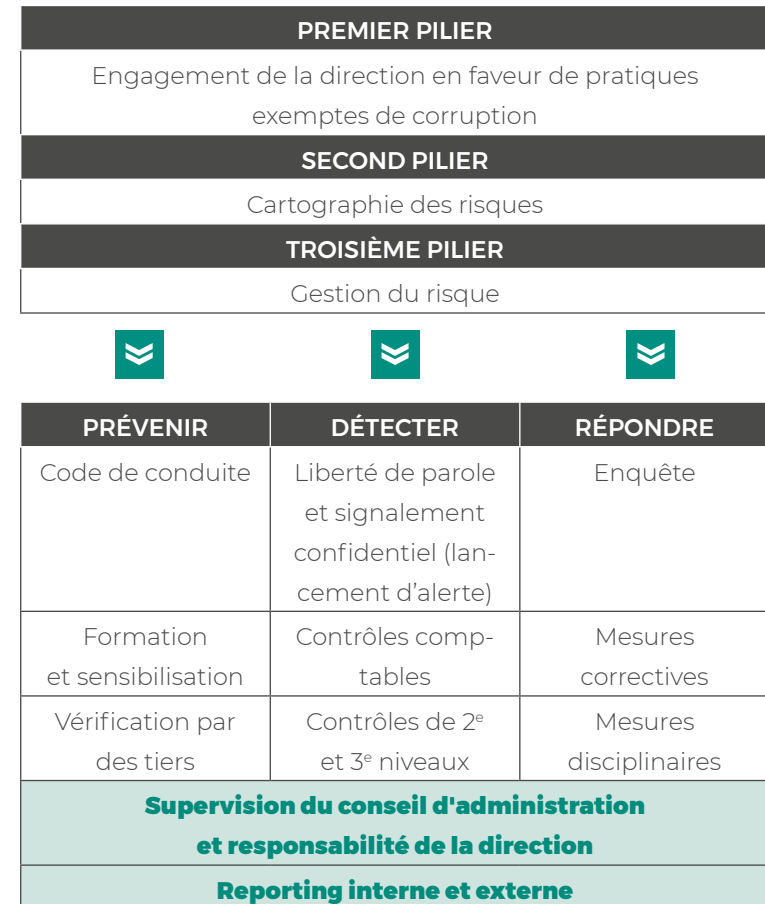 PREMIER PILIER
Engagement de la direction en faveur de pratiques
exemptes de corruption
SECOND PILIER
Cartographie des risques
TROISIÈME PILIER
Gestion du risque
PRÉVENIR
DÉTECTER
RÉPONDRE
Code de conduite
Liberté de parole
et signalement
confidentiel (lan-
cement d’alerte)
Enquête
Formation
et sensibilisation
Contrôles comp-
tables
Mesures
correctives
Vérification par
des tiers
Contrôles de 2ᵉ
et 3ᵉ niveaux
Mesures
disciplinaires
Supervision du conseil d'administration
et responsabilité de la direction
Reporting interne et externe